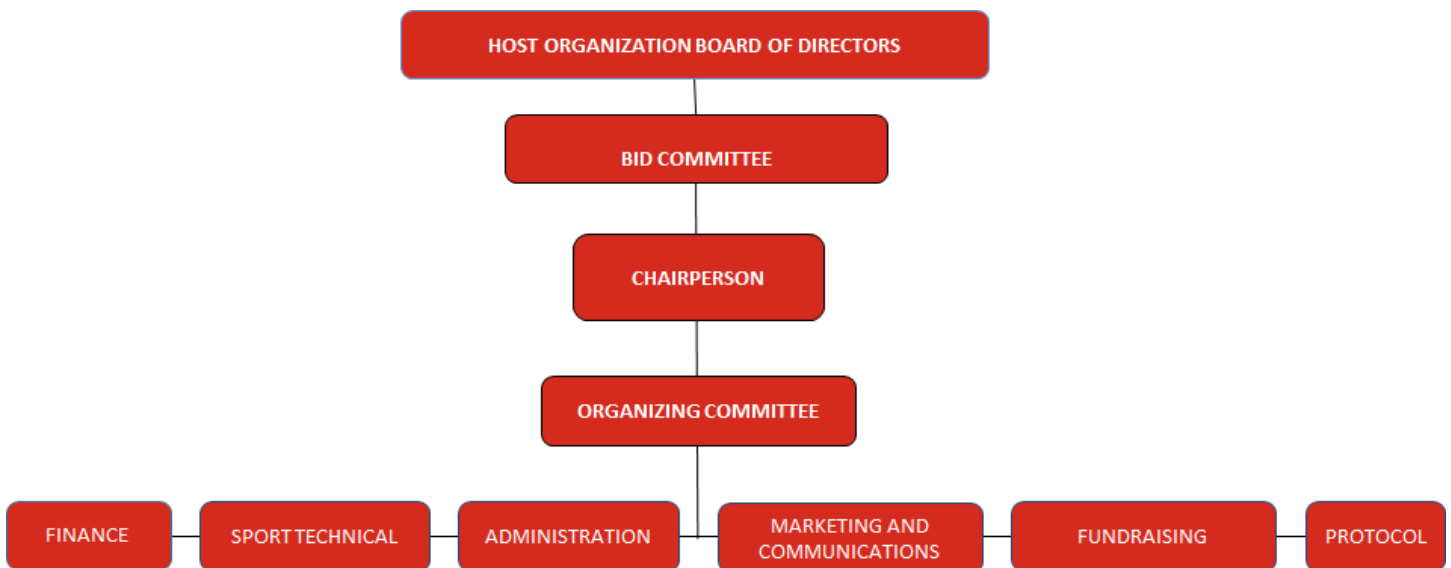 HOST ORGANIZATION BOARD OF DIRECTORS
BID COMMITTEE
CHAIRPERSON
ORGANIZING COMMITTEE
FINANCE
SPORT TECHNICAL
ADMINISTRATION
MARKETING AND
COMMUNICATIONS
FUNDRAISING
PROTOCOL